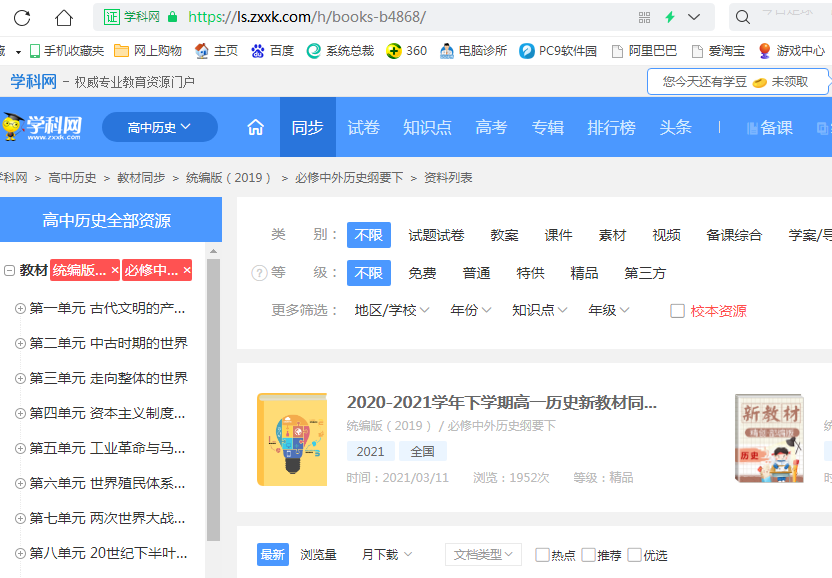 证 学科网 https://ls.zxxk.com/h/books-b4868/
藏 手机收藏夹 网上购物 主页 百度 系统总裁 360 电脑诊所 PC9软件园 阿里巴巴 爱淘宝 游戏中心
学科网 - 权威专业教育资源门户 您今天还有学豆 未领取
学科网 www.zxxk.com 高中历史 同步 试卷 知识点 高考 专辑 排行榜 头条 备课
学科网 > 高中历史 > 教材同步 > 统编版（2019） > 必修中外历史纲要下 > 资料列表
高中历史全部资源
教材 统编版... × 必修中... ×
第一单元 古代文明的产...
第二单元 中古时期的世界
第三单元 走向整体的世界
第四单元 资本主义制度...
第五单元 工业革命与马...
第六单元 世界殖民体系...
第七单元 两次世界大战...
第八单元 20世纪下半叶...
类 别： 不限 试题试卷 教案 课件 素材 视频 备课综合 学案/导
? 等 级： 不限 免费 普通 特供 精品 第三方
更多筛选： 地区/学校 年份 知识点 年级 校本资源
2020-2021学年下学期高一历史新教材同...
统编版（2019）/ 必修中外历史纲要下
2021 全国
时间：2021/03/11 浏览：1952次 等级：精品
新教材
历史
统
时
最新 浏览量 月下载 文档类型 热点 推荐 优选